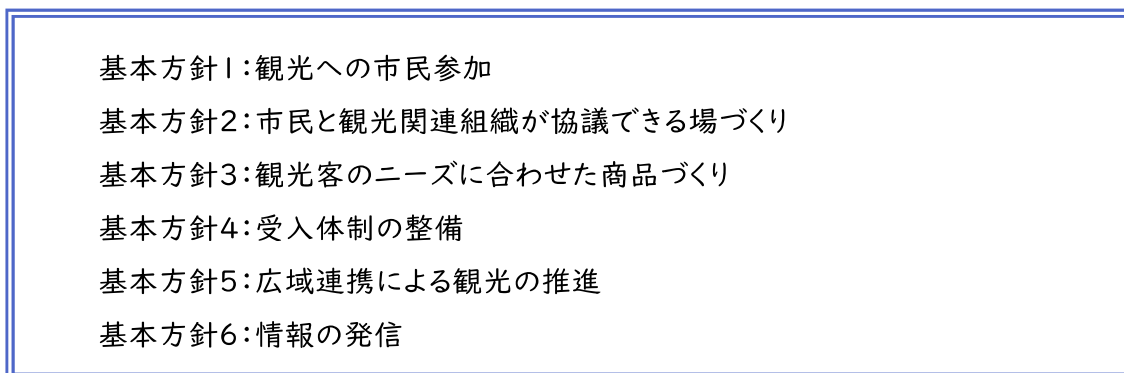 基本方針1：観光への市民参加
基本方針2：市民と観光関連組織が協議できる場づくり
基本方針3：観光客のニーズに合わせた商品づくり
基本方針4：受入体制の整備
基本方針5：広域連携による観光の推進
基本方針6：情報の発信